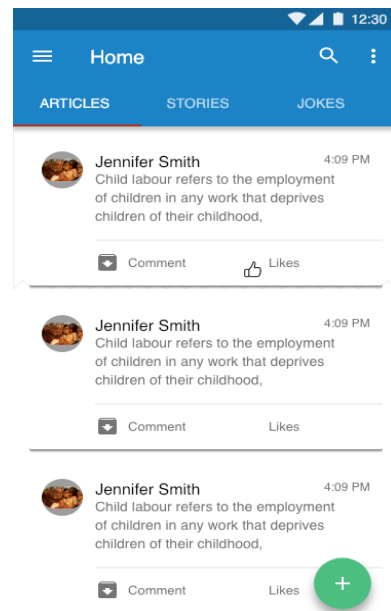 12:30
Home
ARTICLES STORIES JOKES
Jennifer Smith 4:09 PM
Child labour refers to the employment
of children in any work that deprives
children of their childhood,
Comment Likes
Jennifer Smith 4:09 PM
Child labour refers to the employment
of children in any work that deprives
children of their childhood,
Comment Likes
Jennifer Smith 4:09 PM
Child labour refers to the employment
of children in any work that deprives
children of their childhood,
Comment Likes